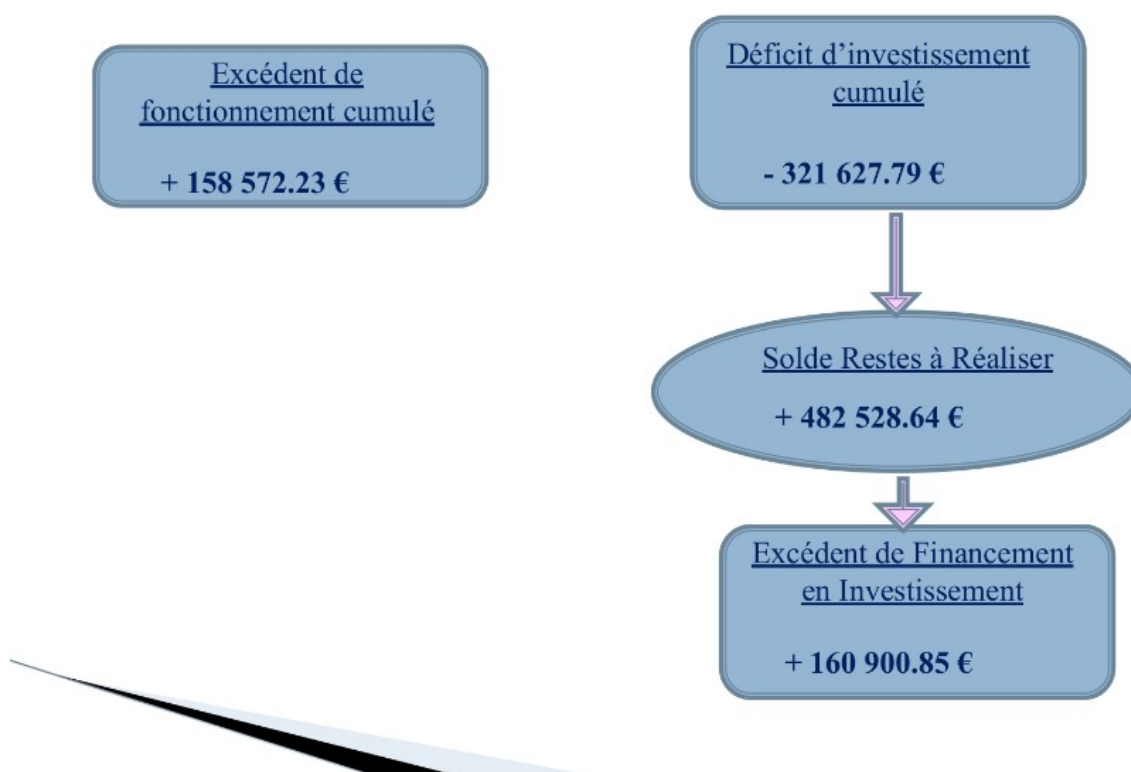 Excédent de
fonctionnement cumulé
+ 158 572.23 €
Déficit d’investissement
cumulé
- 321 627.79 €
Solde Restes à Réaliser
+ 482 528.64 €
Excédent de Financement
en Investissement
+ 160 900.85 €